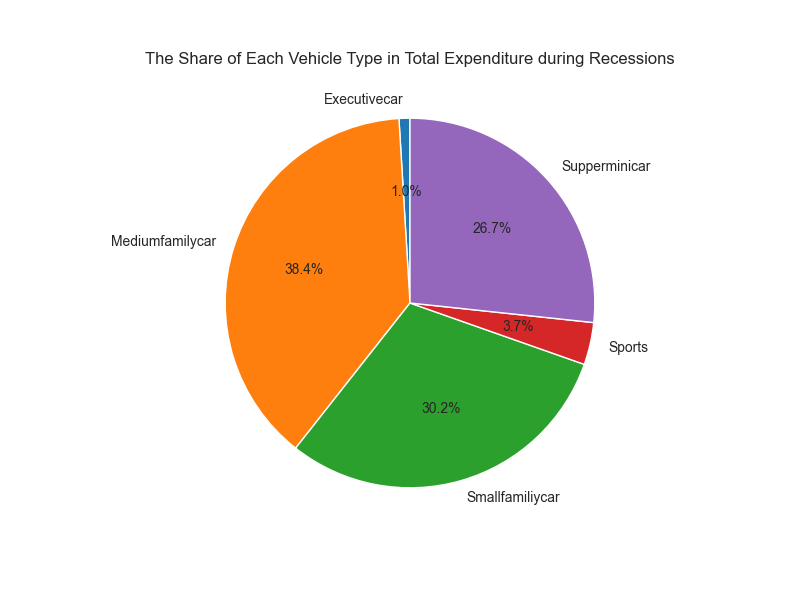 The Share of Each Vehicle Type in Total Expenditure during Recessions
Executivecar
Supperminicar
1.0%
26.7%
Mediumfamilycar
38.4%
3.7%
Sports
30.2%
Smallfamiliycar